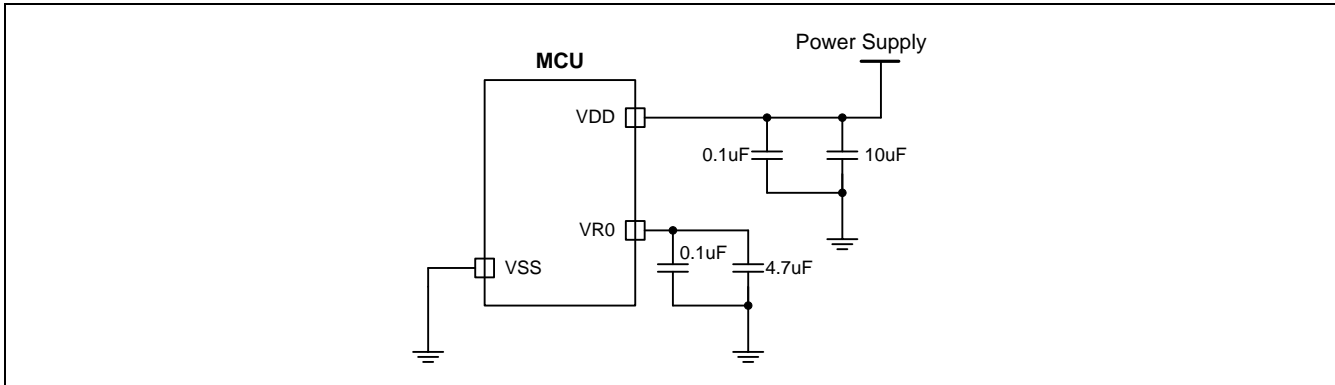 Power Supply
MCU
VDD
0.1uF
10uF
VR0
0.1uF
4.7uF
VSS